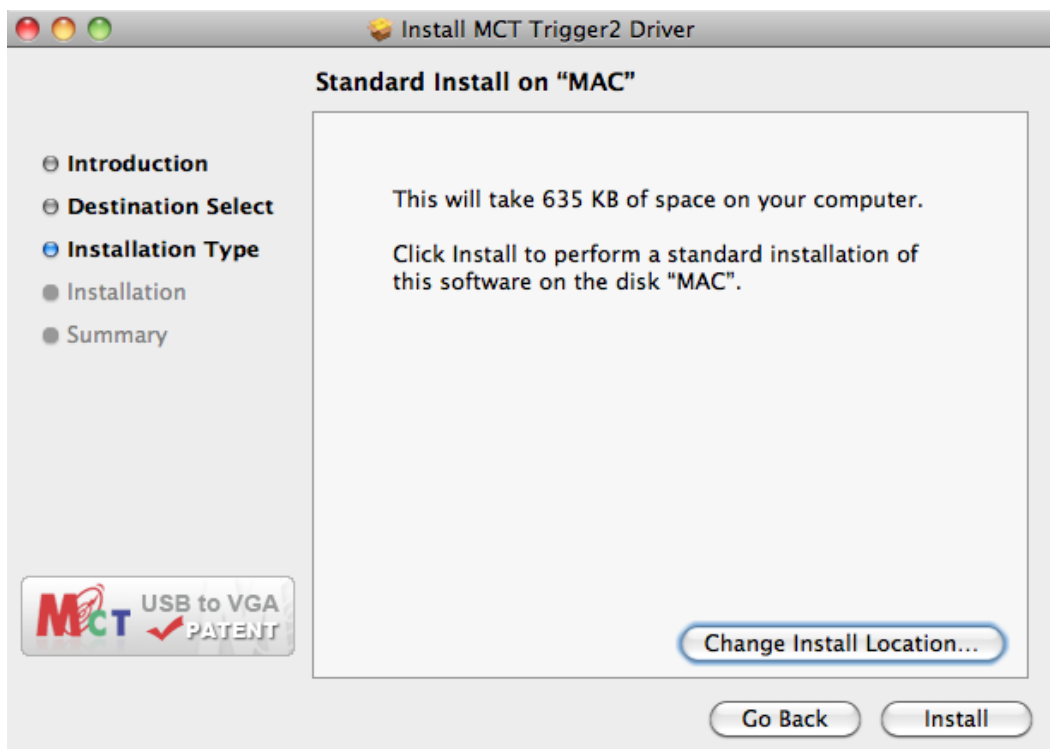 Install MCT Trigger2 Driver
Standard Install on “MAC”
Introduction
Destination Select
Installation Type
Installation
Summary
This will take 635 KB of space on your computer.
Click Install to perform a standard installation of
this software on the disk “MAC”.
MCT USB to VGA
PATENT
Change Install Location...
Go Back
Install